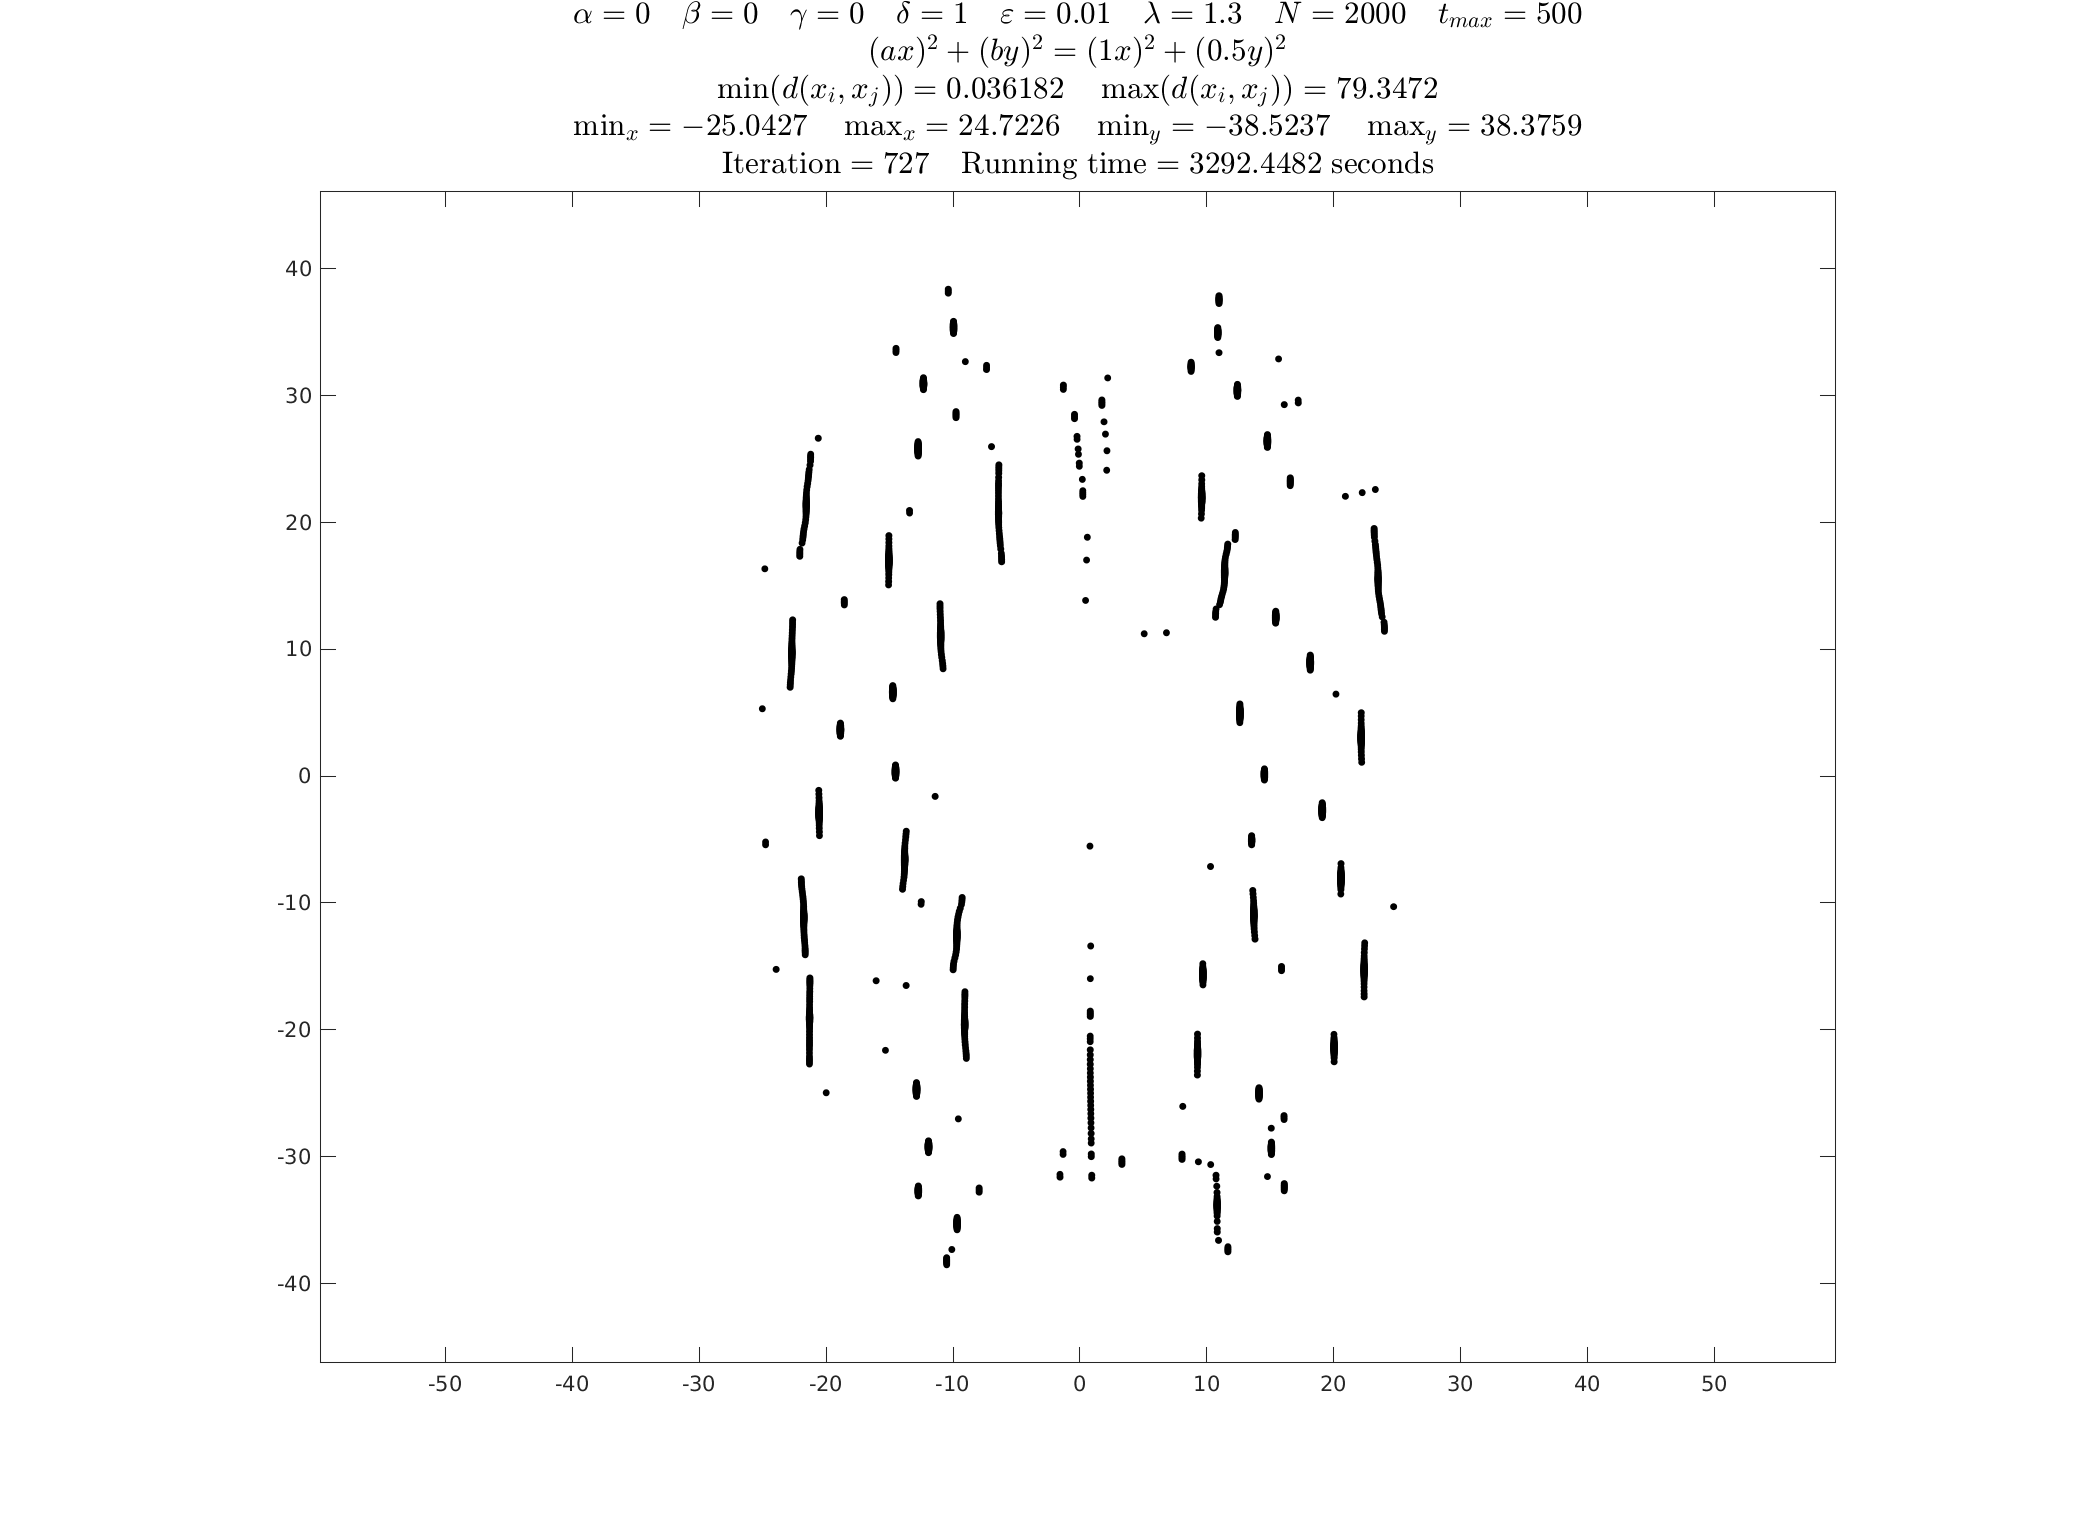 α = 0 β = 0 γ = 0 δ = 1 ε = 0.01 λ = 1.3 N = 2000 t_{max} = 500
(ax)² + (by)² = (1x)² + (0.5y)²
min(d(x_i, x_j)) = 0.036182 max(d(x_i, x_j)) = 79.3472
min_x = −25.0427 max_x = 24.7226 min_y = −38.5237 max_y = 38.3759
Iteration = 727 Running time = 3292.4482 seconds
40
30
20
10
0
-10
-20
-30
-40
-50 -40 -30 -20 -10 0 10 20 30 40 50